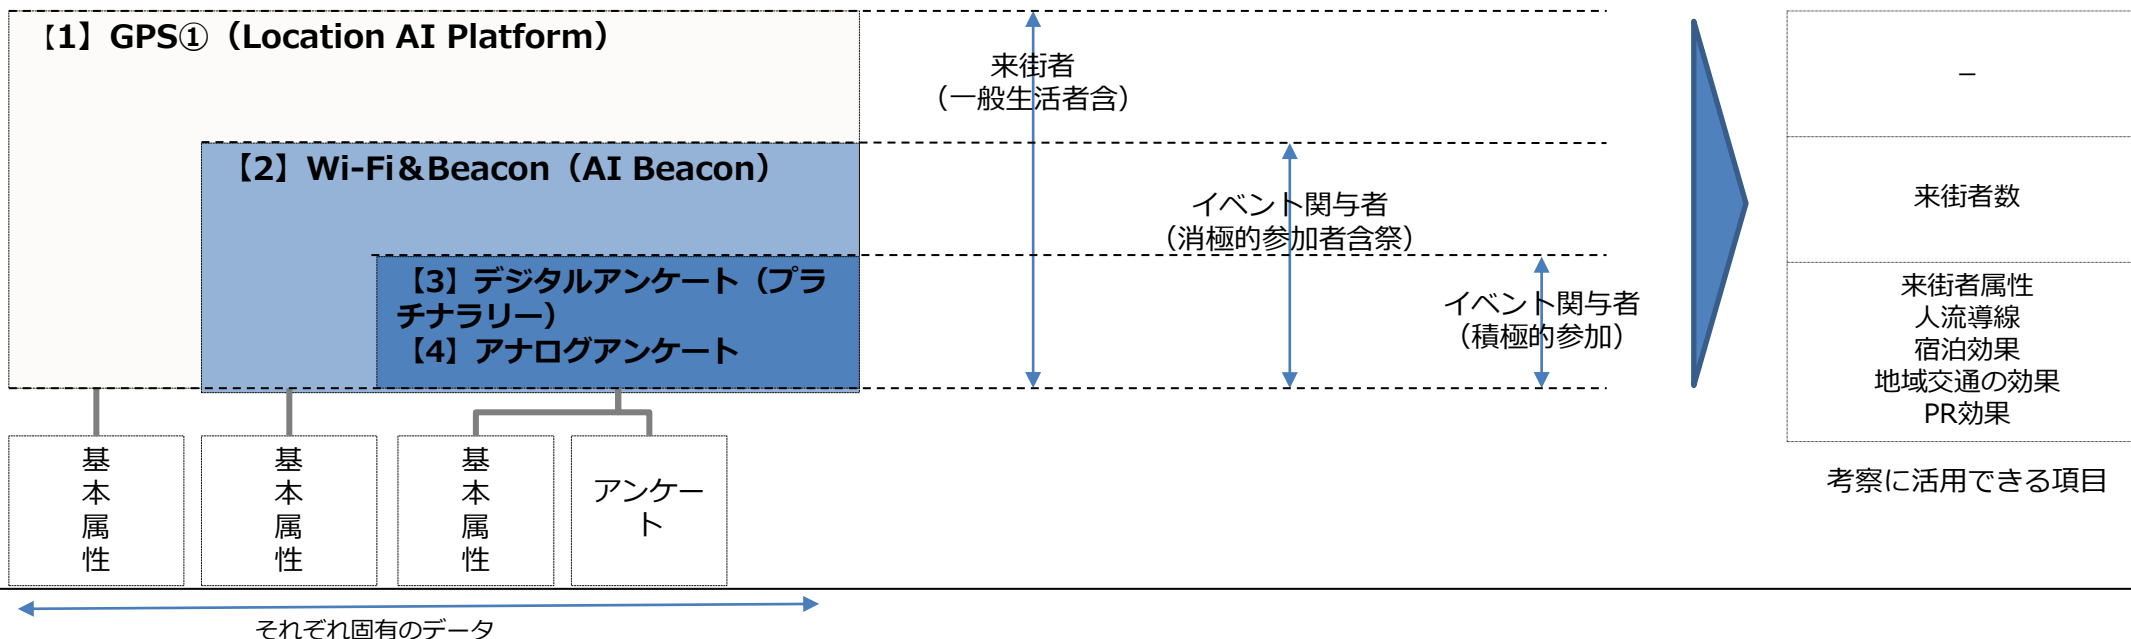 【1】GPS①（Location AI Platform）
来街者
（一般生活者含）
－
【2】Wi-Fi＆Beacon（AI Beacon）
イベント関与者
（消極的参加者含祭）
来街者数
【3】デジタルアンケート（プラ
チナラリー）
【4】アナログアンケート
イベント関与者
（積極的参加）
来街者属性
人流導線
宿泊効果
地域交通の効果
PR効果
基
本
属
性
基
本
属
性
基
本
属
性
アンケー
ト
考察に活用できる項目
それぞれ固有のデータ